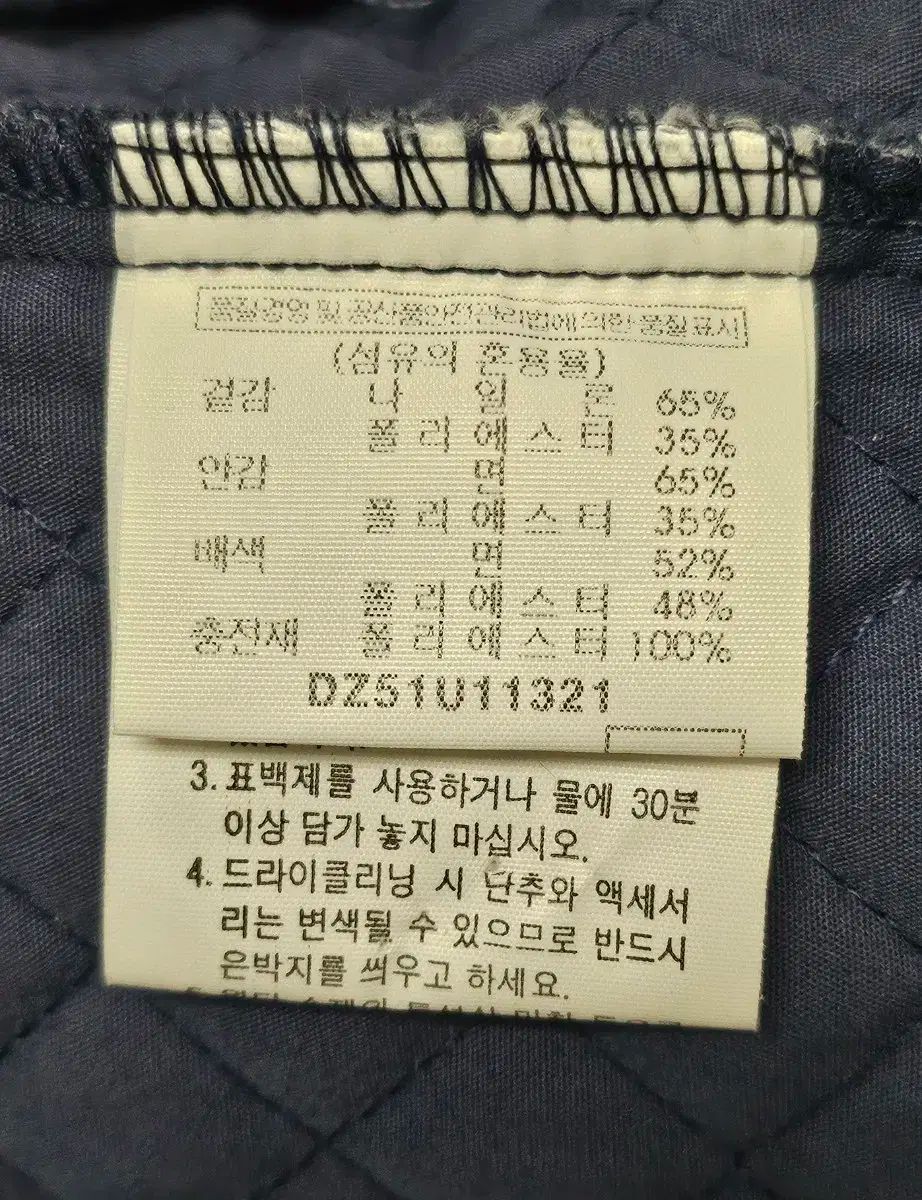 품질경영 및 공산품안전관리법에 의한 품질표시
(섬유의 혼용율)
겉감 나 일 론 65%
폴 리 에 스 터 35%
안감 면 65%
폴 리 에 스 터 35%
배색 면 52%
폴 리 에 스 터 48%
충전재 폴 리 에 스 터 100%
DZ51U11321
3. 표백제를 사용하거나 물에 30분
이상 담가 놓지 마십시오.
4. 드라이클리닝 시 단추와 액세서
리는 변색될 수 있으므로 반드시
은박지를 씌우고 하세요.